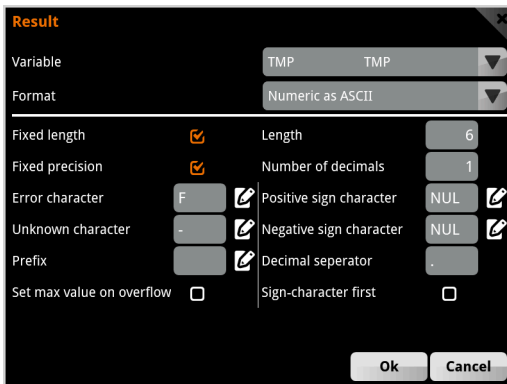 Result
Variable TMP TMP
Format Numeric as ASCII
Fixed length Length 6
Fixed precision Number of decimals 1
Error character F Positive sign character NUL
Unknown character - Negative sign character NUL
Prefix Decimal seperator .
Set max value on overflow Sign-character first
Ok Cancel